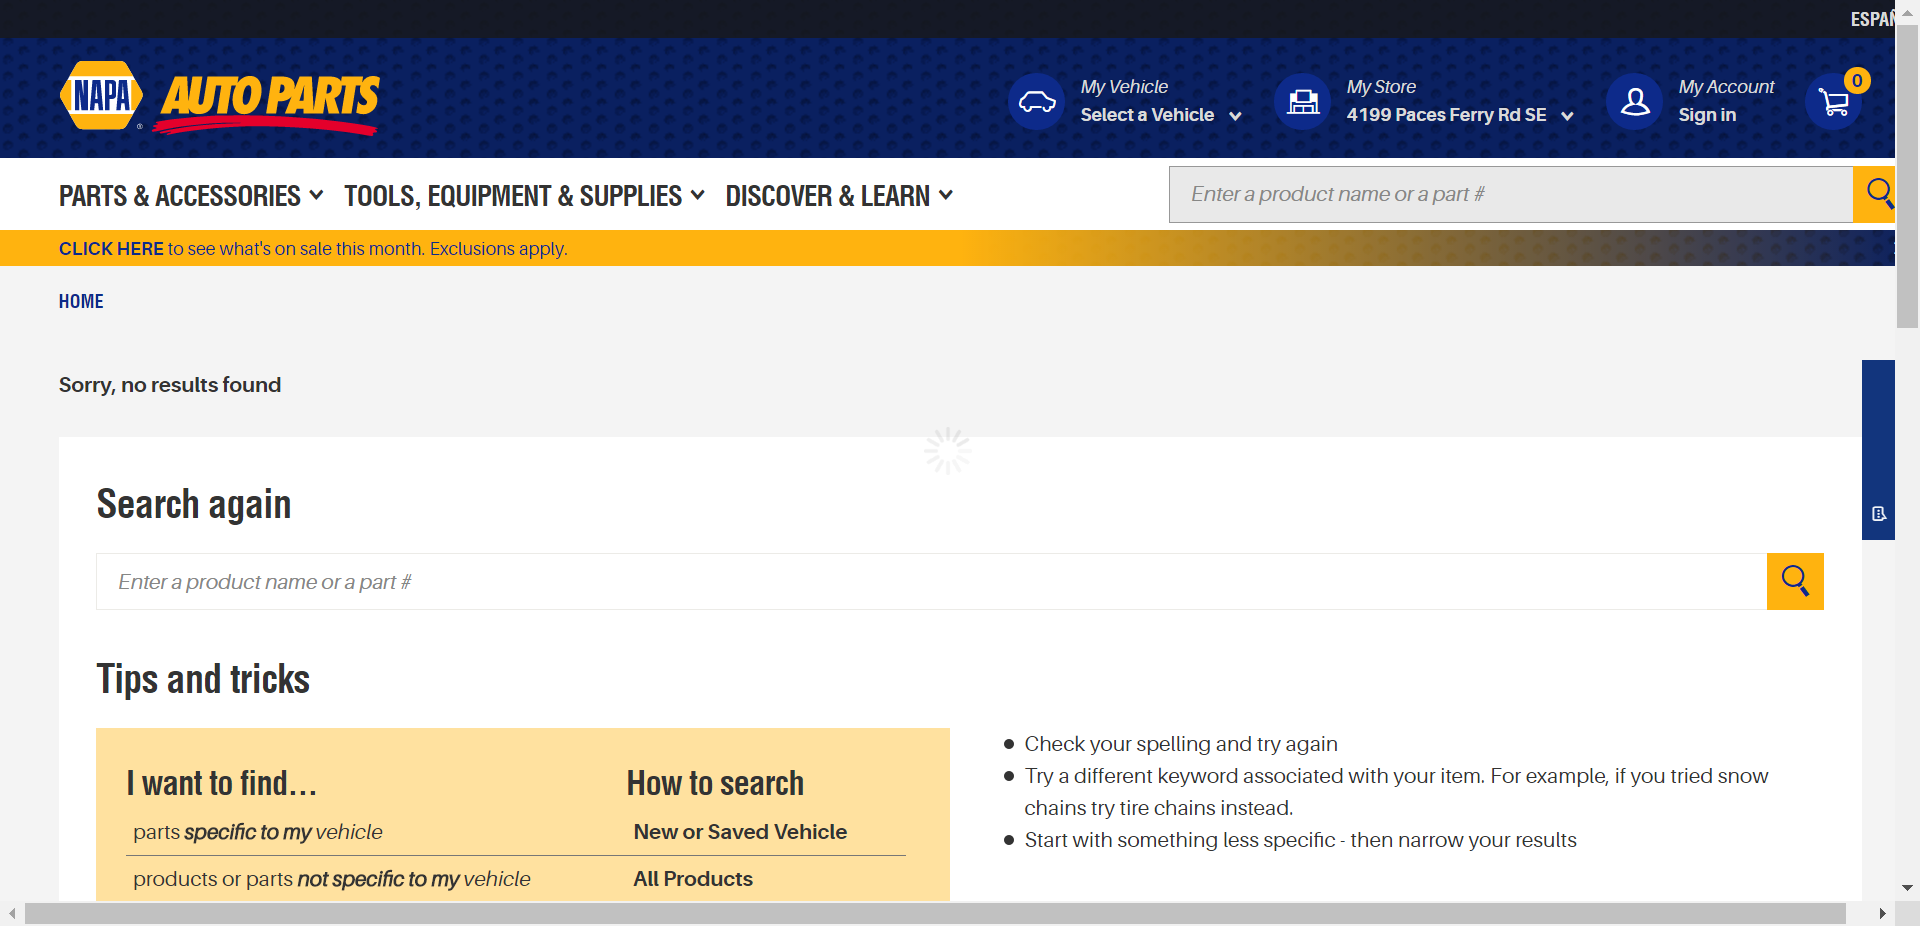 NAPA AUTO PARTS
My Vehicle
Select a Vehicle
My Store
4199 Paces Ferry Rd SE
My Account
Sign in
0
PARTS & ACCESSORIES
TOOLS, EQUIPMENT & SUPPLIES
DISCOVER & LEARN
Enter a product name or a part #
CLICK HERE to see what's on sale this month. Exclusions apply.
HOME
Sorry, no results found
Search again
Enter a product name or a part #
Tips and tricks
I want to find...
How to search
parts specific to my vehicle
New or Saved Vehicle
products or parts not specific to my vehicle
All Products
Check your spelling and try again
Try a different keyword associated with your item. For example, if you tried snow
chains try tire chains instead.
Start with something less specific - then narrow your results